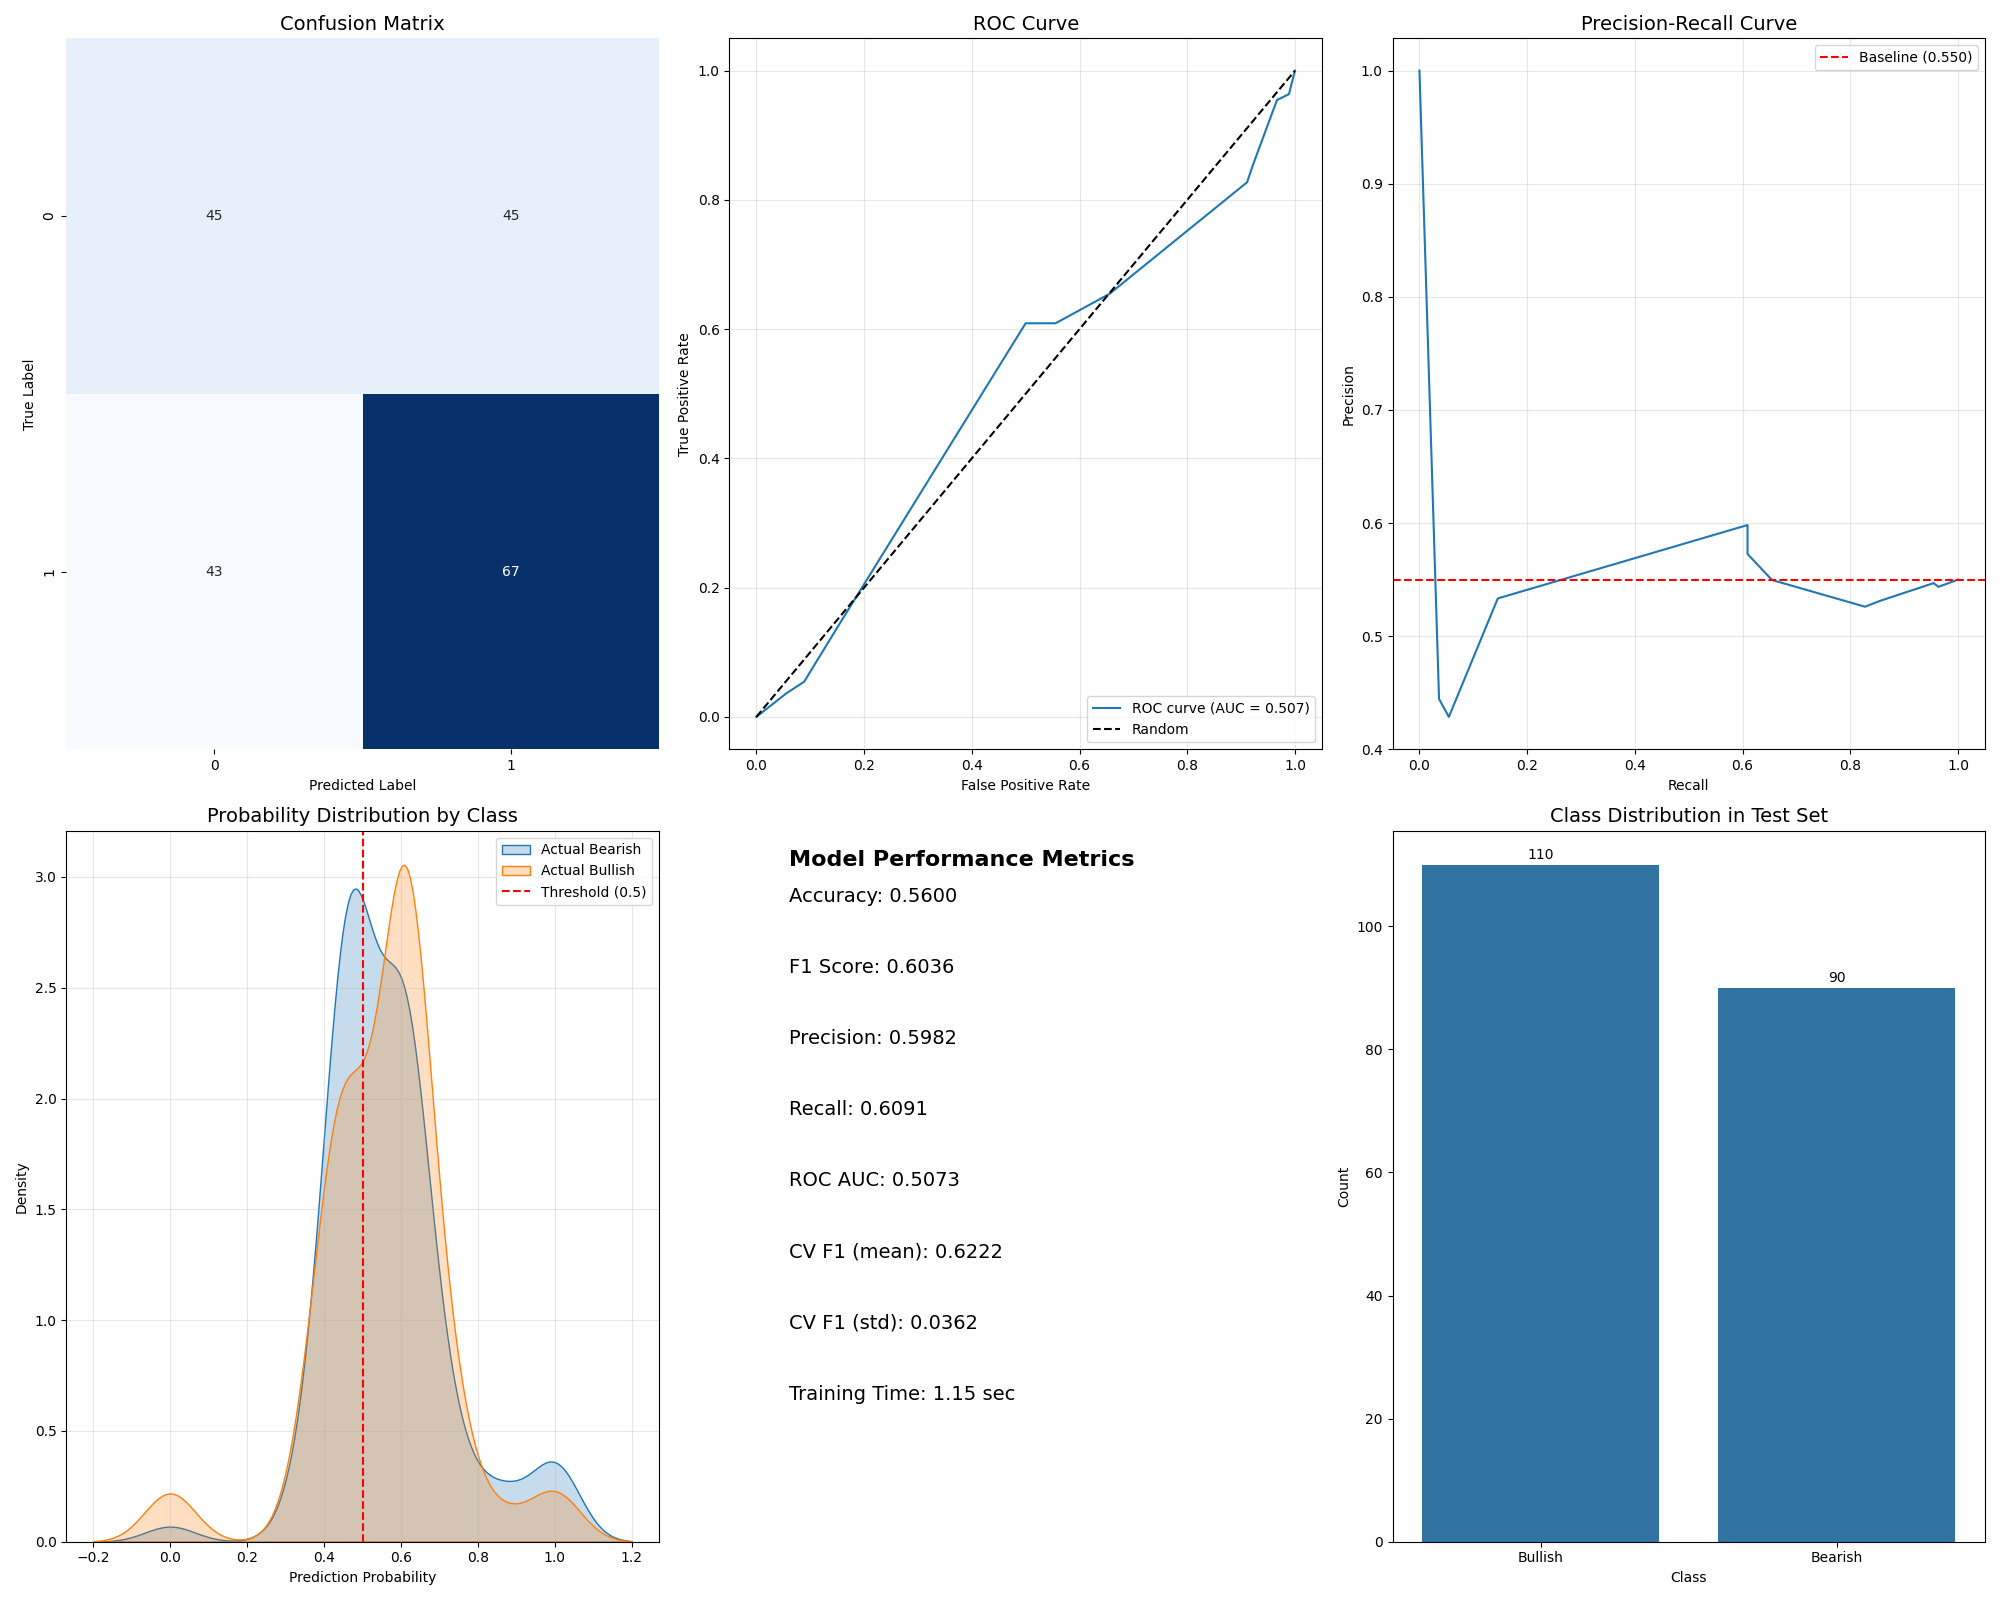 Confusion Matrix
0
1
True Label
45
45
43
67
0
1
Predicted Label
ROC Curve
1.0
0.8
0.6
0.4
0.2
0.0
True Positive Rate
ROC curve (AUC = 0.507)
Random
0.0
0.2
0.4
0.6
0.8
1.0
False Positive Rate
Precision-Recall Curve
Baseline (0.550)
1.0
0.9
0.8
0.7
0.6
0.5
0.4
Precision
0.0
0.2
0.4
0.6
0.8
1.0
Recall
Probability Distribution by Class
Actual Bearish
Actual Bullish
Threshold (0.5)
3.0
2.5
2.0
1.5
1.0
0.5
0.0
Density
−0.2
0.0
0.2
0.4
0.6
0.8
1.0
1.2
Prediction Probability
Model Performance Metrics
Accuracy: 0.5600
F1 Score: 0.6036
Precision: 0.5982
Recall: 0.6091
ROC AUC: 0.5073
CV F1 (mean): 0.6222
CV F1 (std): 0.0362
Training Time: 1.15 sec
Class Distribution in Test Set
110
90
100
80
60
40
20
0
Count
Bullish
Bearish
Class